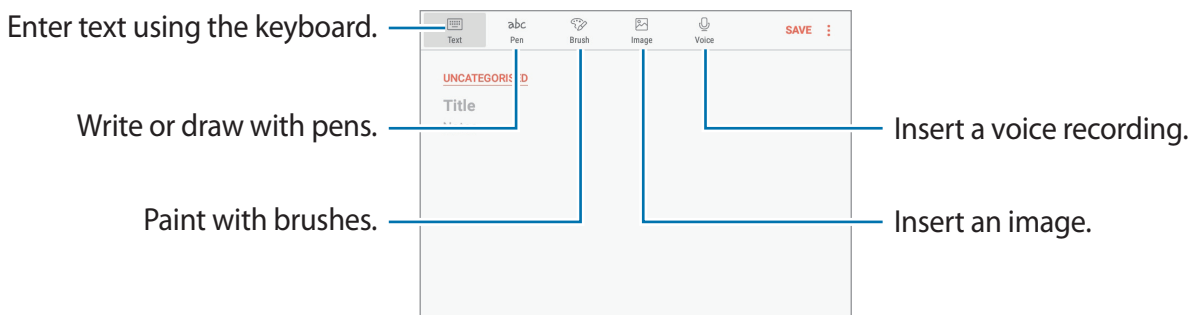 Enter text using the keyboard.
Text abc Pen Brush Image Voice SAVE
UNCATEGORISED
Title
Write or draw with pens.
Insert a voice recording.
Paint with brushes.
Insert an image.